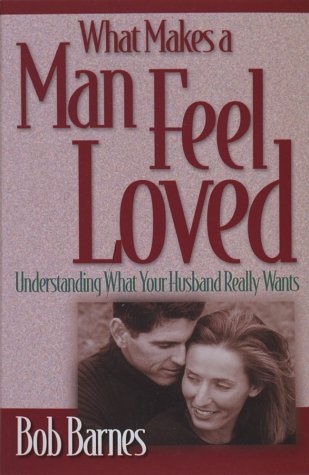 What Makes a
Man Feel
Loved
Understanding What Your Husband Really Wants
Bob Barnes